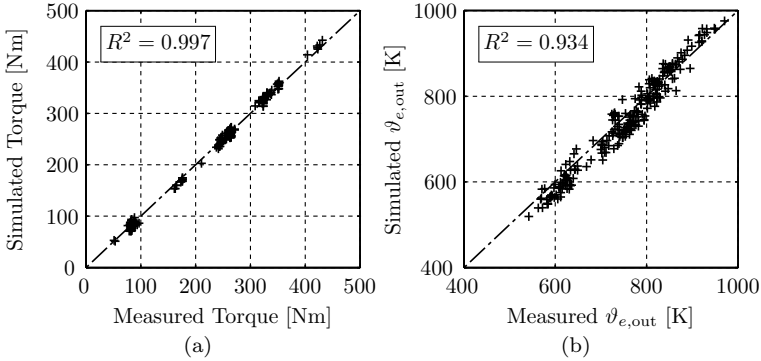 500
400
300
200
100
0
Simulated Torque [Nm]
R² = 0.997
0 100 200 300 400 500
Measured Torque [Nm]
(a)
1000
800
600
400
Simulated ϑe,out [K]
R² = 0.934
400 600 800 1000
Measured ϑe,out [K]
(b)